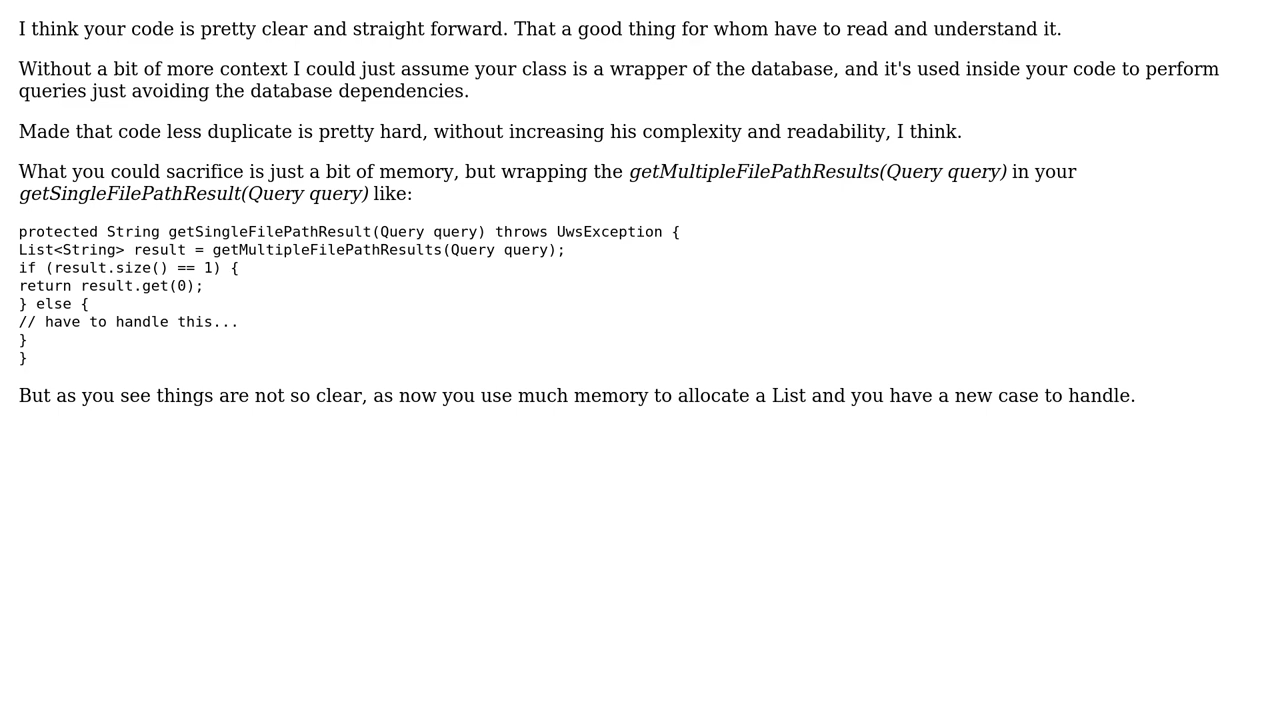 I think your code is pretty clear and straight forward. That a good thing for whom have to read and understand it.
Without a bit of more context I could just assume your class is a wrapper of the database, and it's used inside your code to perform
queries just avoiding the database dependencies.
Made that code less duplicate is pretty hard, without increasing his complexity and readability, I think.
What you could sacrifice is just a bit of memory, but wrapping the getMultipleFilePathResults(Query query) in your
getSingleFilePathResult(Query query) like:
protected String getSingleFilePathResult(Query query) throws UwsException {
List<String> result = getMultipleFilePathResults(Query query);
if (result.size() == 1) {
return result.get(0);
} else {
// have to handle this...
}
}
But as you see things are not so clear, as now you use much memory to allocate a List and you have a new case to handle.